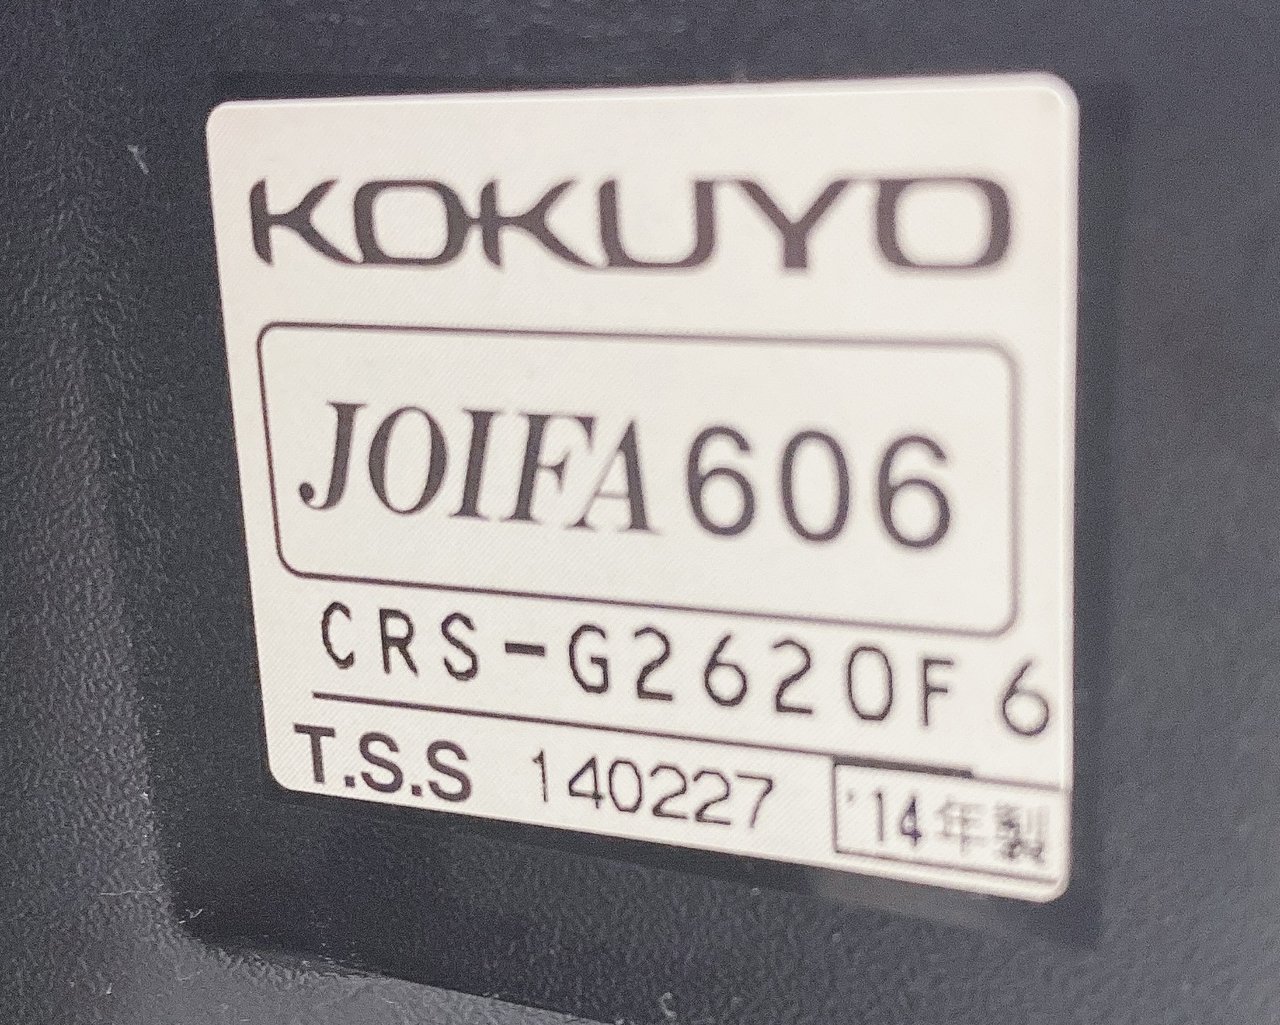 KOKUYO
JOIFA606
CRS-G2620F6
T.S.S 140227 '14年製